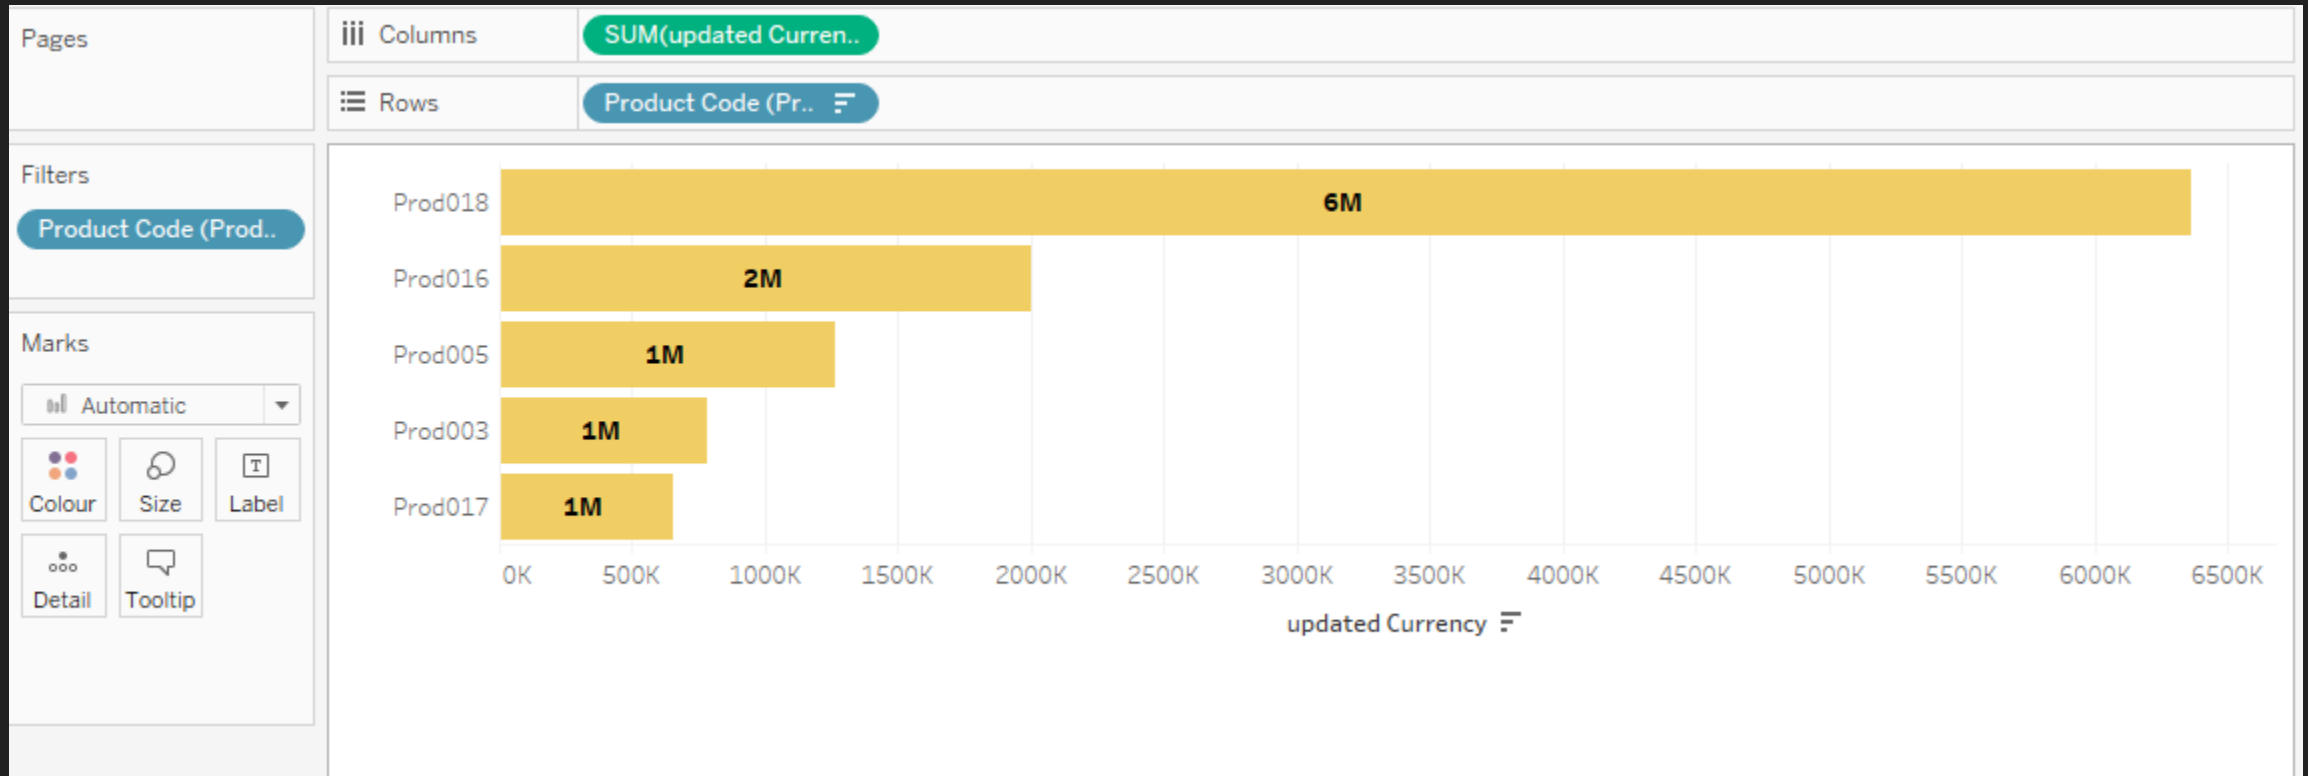 Pages
Columns
SUM(updated Curren..
Rows
Product Code (Pr..
Filters
Product Code (Prod..
Marks
Automatic
Colour
Size
Label
Detail
Tooltip
Prod018
6M
Prod016
2M
Prod005
1M
Prod003
1M
Prod017
1M
0K 500K 1000K 1500K 2000K 2500K 3000K 3500K 4000K 4500K 5000K 5500K 6000K 6500K
updated Currency